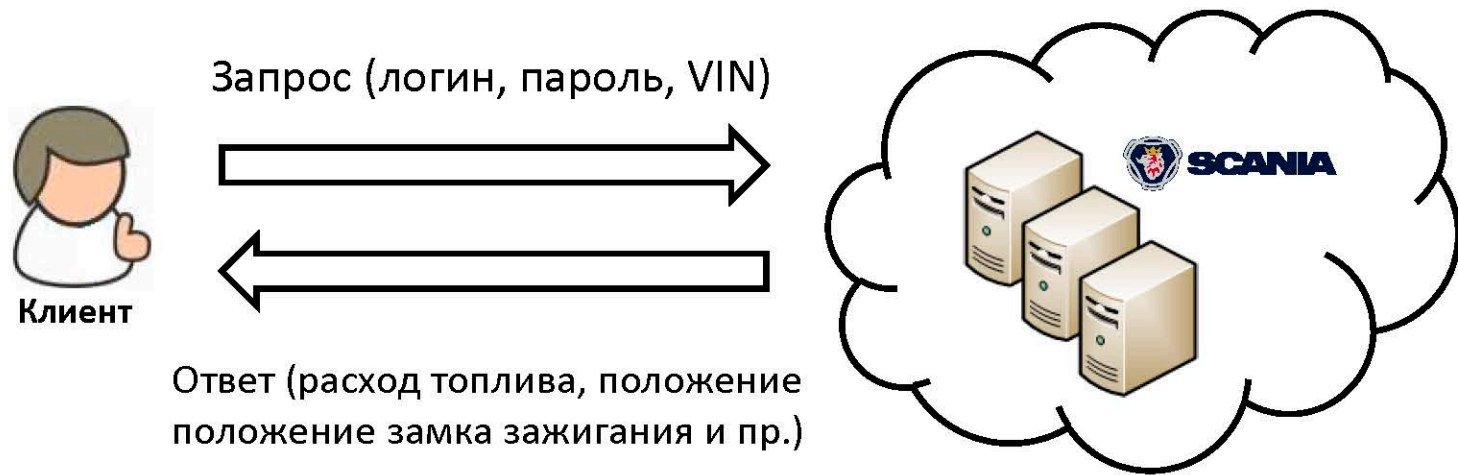 Запрос (логин, пароль, VIN)
SCANIA
Клиент
Ответ (расход топлива, положение
положение замка зажигания и пр.)